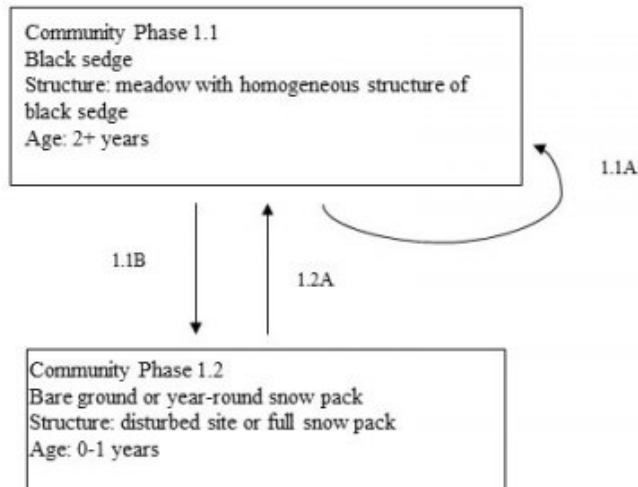 Community Phase 1.1
Black sedge
Structure: meadow with homogeneous structure of
black sedge
Age: 2+ years
1.1A
1.1B
1.2A
Community Phase 1.2
Bare ground or year-round snow pack
Structure: disturbed site or full snow pack
Age: 0-1 years